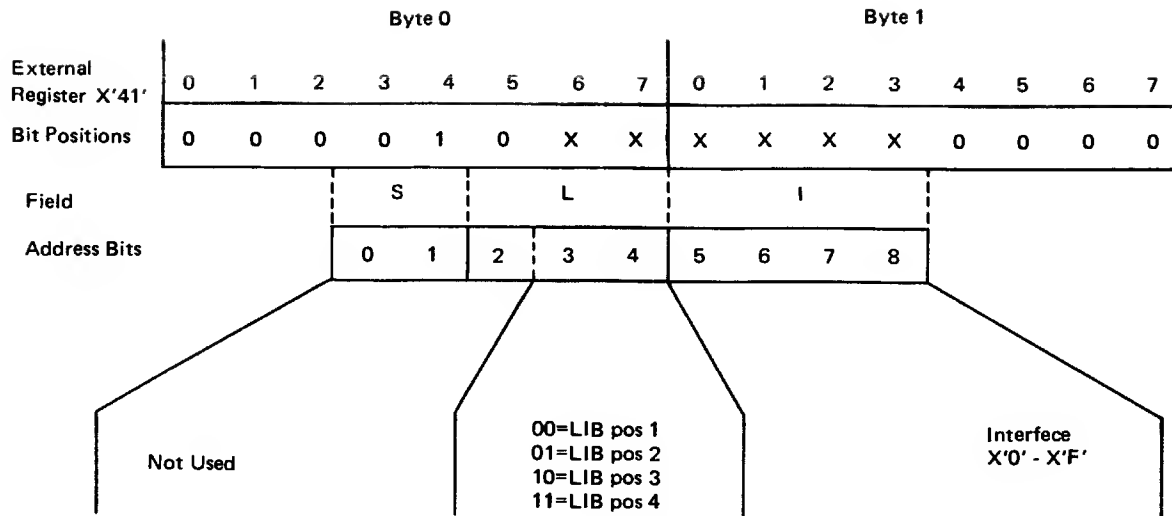 Byte 0 Byte 1
External Register X'41' 0 1 2 3 4 5 6 7 0 1 2 3 4 5 6 7
Bit Positions 0 0 0 0 1 0 X X X X X X 0 0 0 0
Field S L I
Address Bits 0 1 2 3 4 5 6 7 8
Not Used
00=LIB pos 1
01=LIB pos 2
10=LIB pos 3
11=LIB pos 4
Interfece
X'0' - X'F'